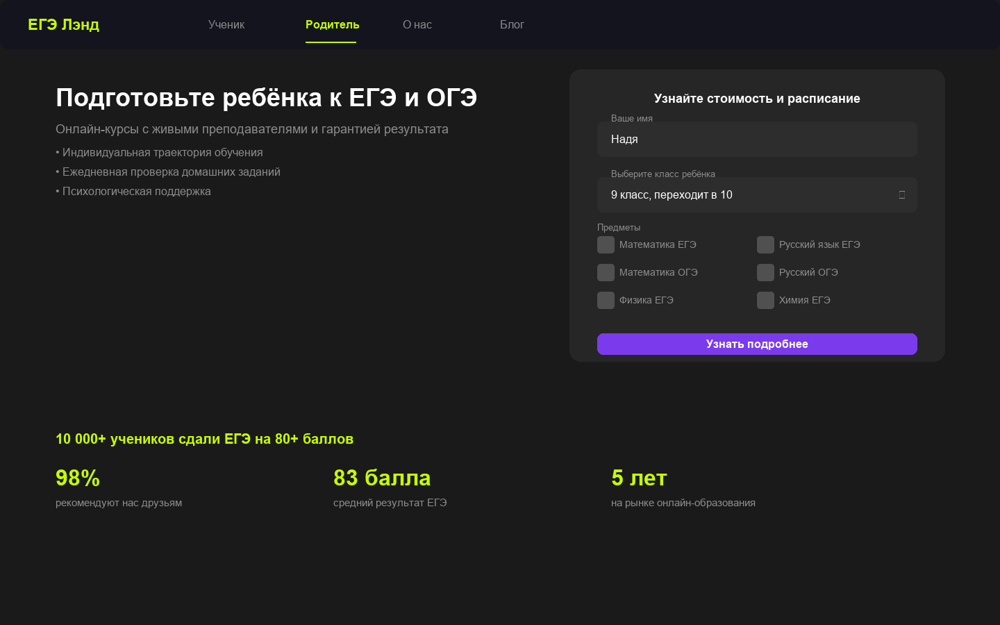 ЕГЭ Лэнд
Ученик
Родитель
О нас
Блог
Подготовьте ребёнка к ЕГЭ и ОГЭ
Онлайн-курсы с живыми преподавателями и гарантией результата
• Индивидуальная траектория обучения
• Ежедневная проверка домашних заданий
• Психологическая поддержка
Узнайте стоимость и расписание
Ваше имя
Надя
Выберите класс ребёнка
9 класс, переходит в 10
Предметы
Математика ЕГЭ
Русский язык ЕГЭ
Математика ОГЭ
Русский ОГЭ
Физика ЕГЭ
Химия ЕГЭ
Узнать подробнее
10 000+ учеников сдали ЕГЭ на 80+ баллов
98%
83 балла
5 лет
рекомендуют нас друзьям
средний результат ЕГЭ
на рынке онлайн-образования